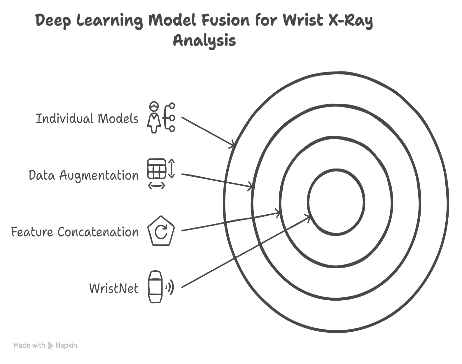 Deep Learning Model Fusion for Wrist X-Ray
Analysis
Individual Models
Data Augmentation
Feature Concatenation
WristNet
Made with Napkin